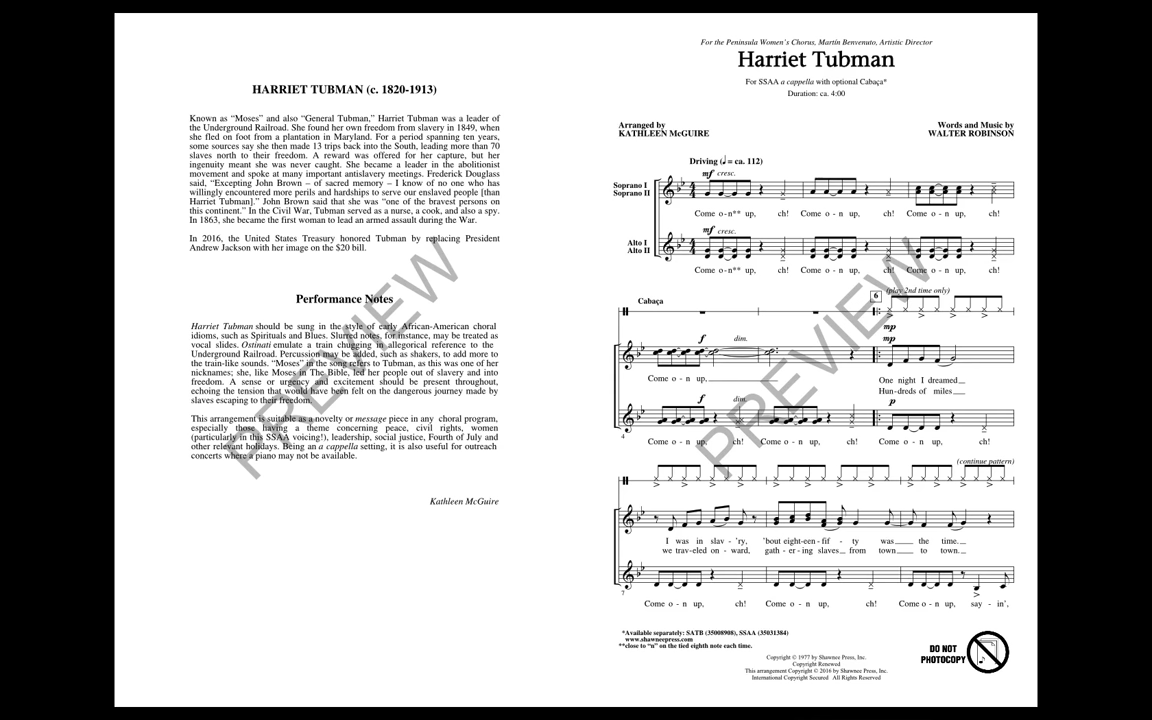 HARRIET TUBMAN (c. 1820-1913)
Known as “Moses” and also “General Tubman,” Harriet Tubman was a leader of
the Underground Railroad. She found her own freedom from slavery in 1849, when
she fled on foot from a plantation in Maryland. For a period spanning ten years,
some sources say she then made 13 trips back into the South, leading more than 70
slaves north to their freedom. A reward was offered for her capture, but her
ingenuity meant she was never caught. She became a leader in the abolitionist
movement and spoke at many important antislavery meetings. Frederick Douglass
said, “Excepting John Brown – of sacred memory – I know of no one who has
willingly encountered more perils and hardships to serve our enslaved people [than
Harriet Tubman].” John Brown said that she was “one of the bravest persons on
this continent.” In the Civil War, Tubman served as a nurse, a cook, and also a spy.
In 1863, she became the first woman to lead an armed assault during the War.
In 2016, the United States Treasury honored Tubman by replacing President
Andrew Jackson with her image on the $20 bill.
Performance Notes
Harriet Tubman should be sung in the style of early African-American choral
idioms, such as Spirituals and Blues. Slurred notes, for instance, may be treated as
vocal slides. Ostinati emulate a train chugging in allegorical reference to the
Underground Railroad. Percussion may be added, such as shakers, to add more to
the train-like sounds. “Moses” in the song refers to Tubman, as this was one of her
nicknames; she, like Moses in The Bible, led her people out of slavery and into
freedom. A sense or urgency and excitement should be present throughout,
echoing the tension that would have been felt on the dangerous journey made by
slaves escaping to their freedom.
This arrangement is suitable as a novelty or message piece in any choral program,
especially those having a theme concerning peace, civil rights, women
(particularly in this SSAA voicing!), leadership, social justice, Fourth of July and
other relevant holidays. Being an a cappella setting, it is also useful for outreach
concerts where a piano may not be available.
Kathleen McGuire
PREVIEW
For the Peninsula Women’s Chorus, Martín Benvenuto, Artistic Director
Harriet Tubman
For SSAA a cappella with optional Cabaça*
Duration: ca. 4:00
Arranged by
KATHLEEN McGUIRE
Words and Music by
WALTER ROBINSON
Driving (♩ = ca. 112)
mf cresc.
Soprano I
Soprano II
Come o-n** up, ch! Come o - n up, ch! Come o - n up, ch!
mf cresc.
Alto I
Alto II
Come o-n** up, ch! Come o - n up, ch! Come o - n up, ch!
6 (play 2nd time only)
Cabaça
mp
f dim. mp
Come o - n up, One night I dreamed
Hun-dreds of miles
f dim. p
4
Come o - n up, ch! Come o - n up, ch! Come o - n up, ch!
(continue pattern)
I was in slav - ’ry, ’bout eight-een - fif - ty was the time.
we trav-eled on - ward, gath - er - ing slaves from town to town.
7
Come o - n up, ch! Come o - n up, ch! Come o - n up, say - in’,
PREVIEW
*Available separately: SATB (35008908), SSAA (35031384)
www.shawneepress.com
**close to “n” on the tied eighth note each time.
Copyright © 1977 by Shawnee Press, Inc.
Copyright Renewed
This arrangement Copyright © 2016 by Shawnee Press, Inc.
International Copyright Secured All Rights Reserved
DO NOT
PHOTOCOPY